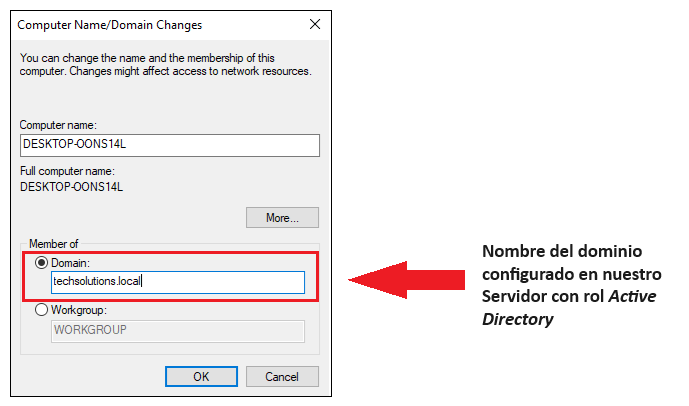 Computer Name/Domain Changes
You can change the name and the membership of this
computer. Changes might affect access to network resources.
Computer name:
DESKTOP-OONS14L
Full computer name:
DESKTOP-OONS14L
More...
Member of
Domain:
techsolutions.local
Workgroup:
WORKGROUP
OK
Cancel
Nombre del dominio
configurado en nuestro
Servidor con rol Active
Directory